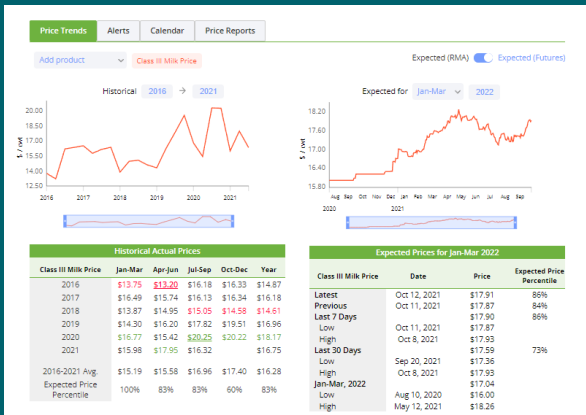 Price Trends Alerts Calendar Price Reports
Add product Class III Milk Price Expected (RMA) Expected (Futures)
Historical 2016 → 2021 Expected for Jan-Mar 2022
$ / cwt
20.00
18.50
17.00
15.50
14.00
12.50
2016 2017 2018 2019 2020 2021
$ / cwt
18.20
17.60
17.00
16.40
15.80
Aug Sep Oct Nov Dec Jan Feb Mar Apr May Jun Jul Aug Sep
2020 2021
Historical Actual Prices
Class III Milk Price Jan-Mar Apr-Jun Jul-Sep Oct-Dec Year
2016 $13.75 $13.20 $16.18 $16.33 $14.87
2017 $16.49 $15.74 $16.13 $16.34 $16.18
2018 $13.87 $14.95 $15.05 $14.58 $14.61
2019 $14.30 $16.20 $17.82 $19.51 $16.96
2020 $16.77 $15.42 $20.25 $20.22 $18.17
2021 $15.98 $17.95 $16.32 $16.75
2016-2021 Avg. $15.19 $15.58 $16.96 $17.40 $16.28
Expected Price Percentile 100% 83% 83% 60% 83%
Expected Prices for Jan-Mar 2022
Class III Milk Price Date Price Expected Price Percentile
Latest Oct 12, 2021 $17.91 86%
Previous Oct 11, 2021 $17.87 84%
Last 7 Days $17.90 86%
Low Oct 11, 2021 $17.87
High Oct 8, 2021 $17.93
Last 30 Days $17.59 73%
Low Sep 20, 2021 $17.36
High Oct 8, 2021 $17.93
Jan-Mar, 2022 $17.04
Low Aug 10, 2020 $16.00
High May 12, 2021 $18.26